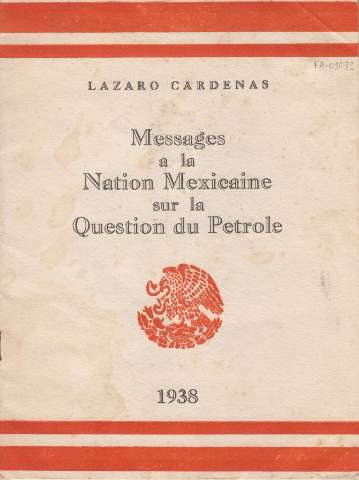 LAZARO CARDENAS
Messages
a la
Nation Mexicaine
sur la
Question du Petrole
1938